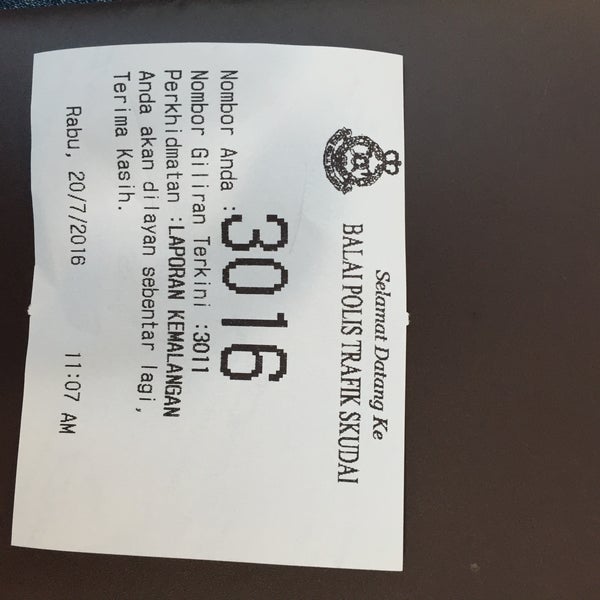 Selamat Datang Ke
BALAI POLIS TRAFIK SKUDAI
Nombor Anda :3016
Nombor Giliran Terkini :3011
Perkhidmatan :LAPORAN KEMALANGAN
Anda akan dilayan sebentar lagi,
Terima Kasih.
Rabu, 20/7/2016 11:07 AM